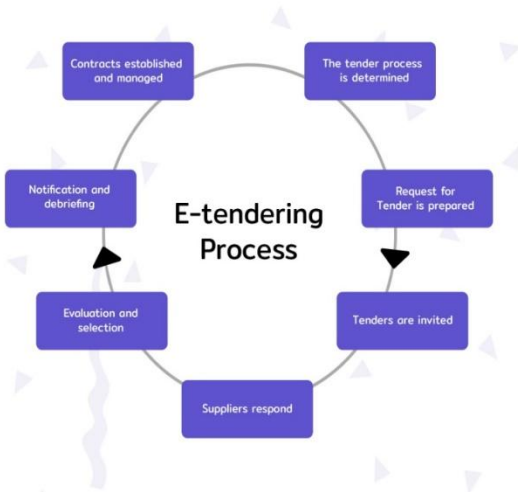 Contracts established
and managed
The tender process
is determined
Notification and
debriefing
E-tendering
Process
Request for
Tender is prepared
Evaluation and
selection
Tenders are invited
Suppliers respond